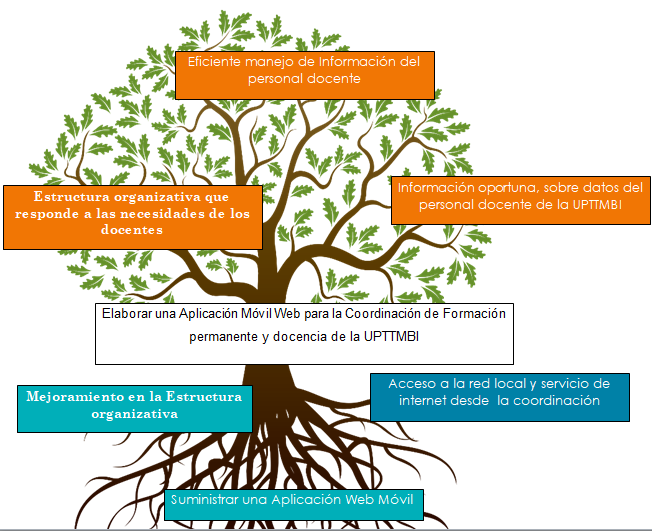 Eficiente manejo de Información del
personal docente
Estructura organizativa que
responde a las necesidades de los
docentes
Información oportuna, sobre datos del
personal docente de la UPTTMBI
Elaborar una Aplicación Móvil Web para la Coordinación de Formación
permanente y docencia de la UPTTMBI
Mejoramiento en la Estructura
organizativa
Acceso a la red local y servicio de
internet desde la coordinación
Suministrar una Aplicación Web Móvil